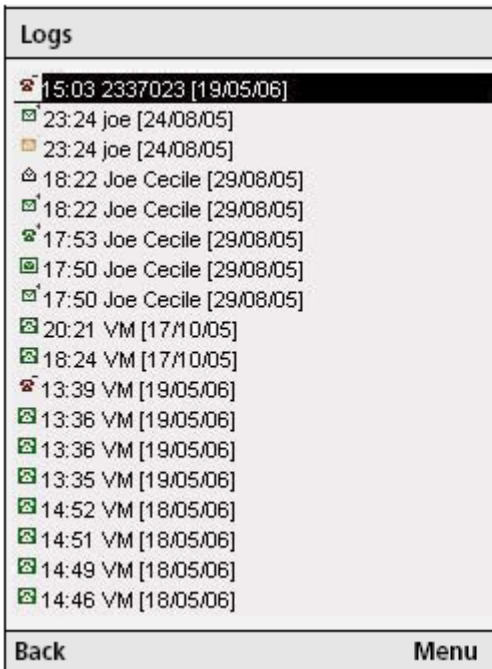 Logs
15:03 2337023 [19/05/06]
23:24 joe [24/08/05]
23:24 joe [24/08/05]
18:22 Joe Cecile [29/08/05]
18:22 Joe Cecile [29/08/05]
17:53 Joe Cecile [29/08/05]
17:50 Joe Cecile [29/08/05]
17:50 Joe Cecile [29/08/05]
20:21 VM [17/10/05]
18:24 VM [17/10/05]
13:39 VM [19/05/06]
13:36 VM [19/05/06]
13:36 VM [19/05/06]
13:35 VM [19/05/06]
14:52 VM [18/05/06]
14:51 VM [18/05/06]
14:49 VM [18/05/06]
14:46 VM [18/05/06]
Back Menu